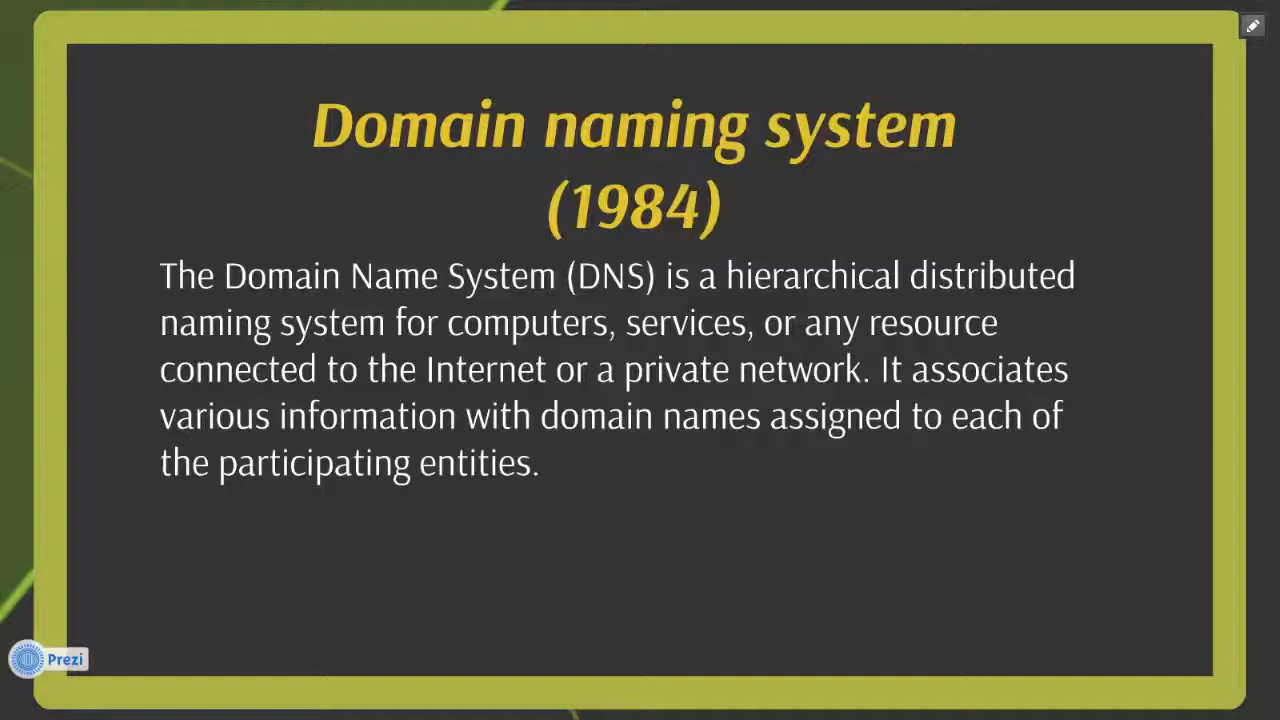 Domain naming system
(1984)
The Domain Name System (DNS) is a hierarchical distributed
naming system for computers, services, or any resource
connected to the Internet or a private network. It associates
various information with domain names assigned to each of
the participating entities.
Prezi